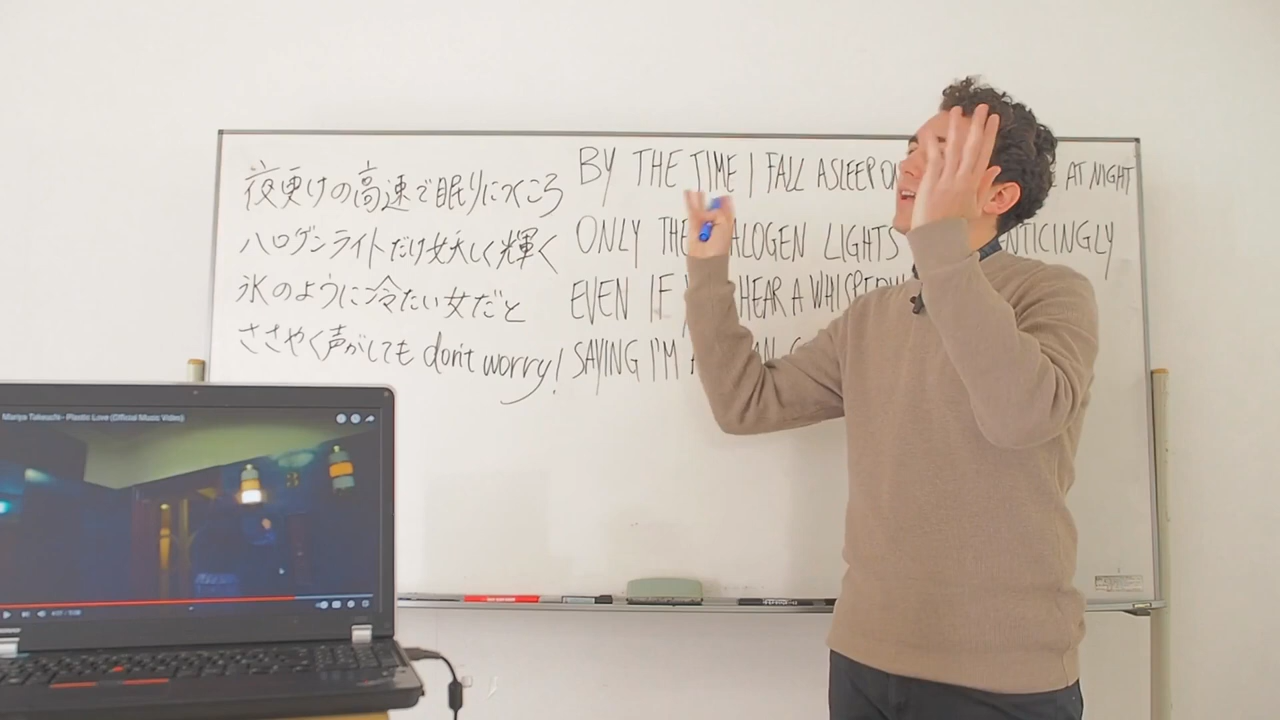 夜更けの高速で眠りにつくころ
ハロゲンライトだけ妖しく輝く
氷のように冷たい女だと
ささやく声がしても don't worry!
BY THE TIME I FALL ASLEEP ON AT NIGHT
ONLY THE LIGHTS
EVEN IF HEAR A
SAYING I'M
Mariya Takeuchi - Plastic Love (Official Music Video)